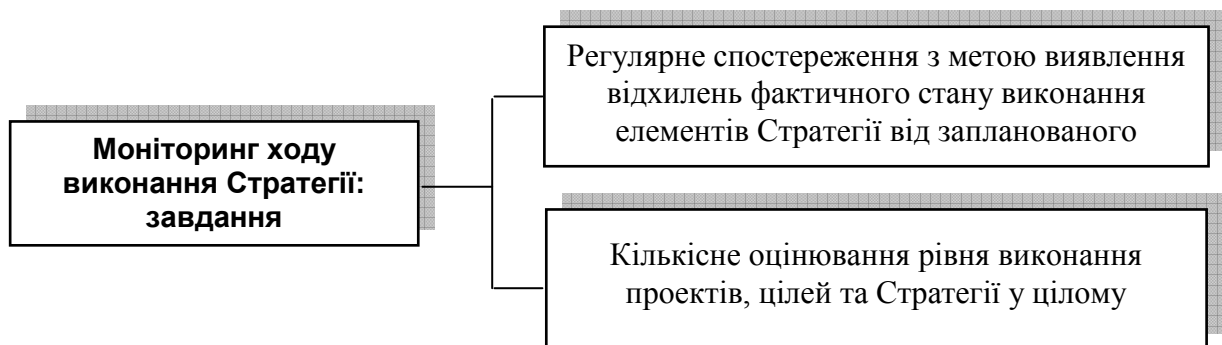 Моніторинг ходу
виконання Стратегії:
завдання
Регулярне спостереження з метою виявлення
відхилень фактичного стану виконання
елементів Стратегії від запланованого
Кількісне оцінювання рівня виконання
проектів, цілей та Стратегії у цілому